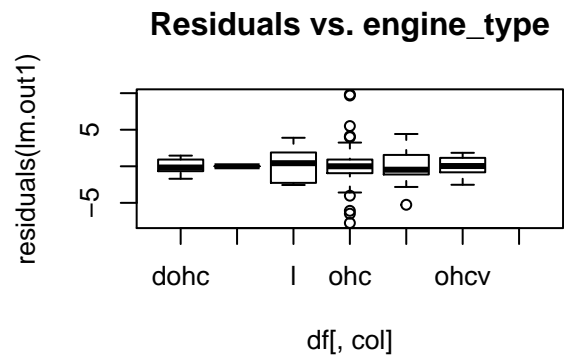 Residuals vs. engine_type
residuals(lm.out1)
5
−5
dohc l ohc ohcv
df[, col]